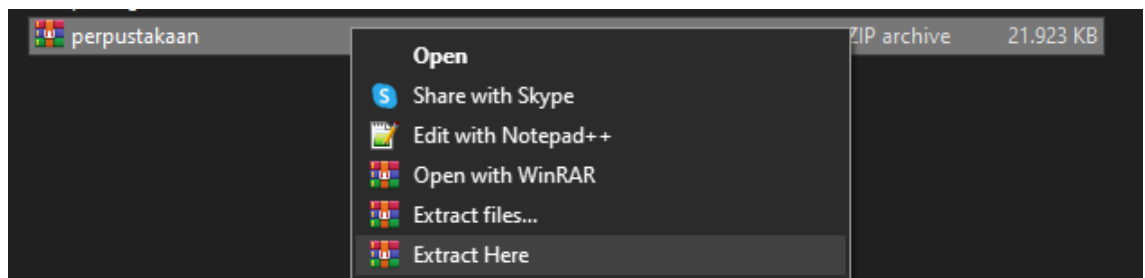 perpustakaan ZIP archive 21.923 KB
Open
Share with Skype
Edit with Notepad++
Open with WinRAR
Extract files...
Extract Here